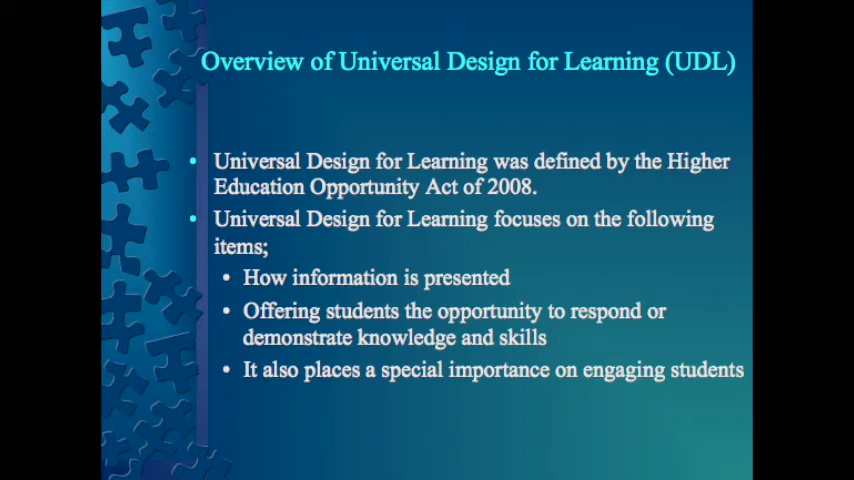 Overview of Universal Design for Learning (UDL)
• Universal Design for Learning was defined by the Higher
Education Opportunity Act of 2008.
• Universal Design for Learning focuses on the following
items;
• How information is presented
• Offering students the opportunity to respond or
demonstrate knowledge and skills
• It also places a special importance on engaging students